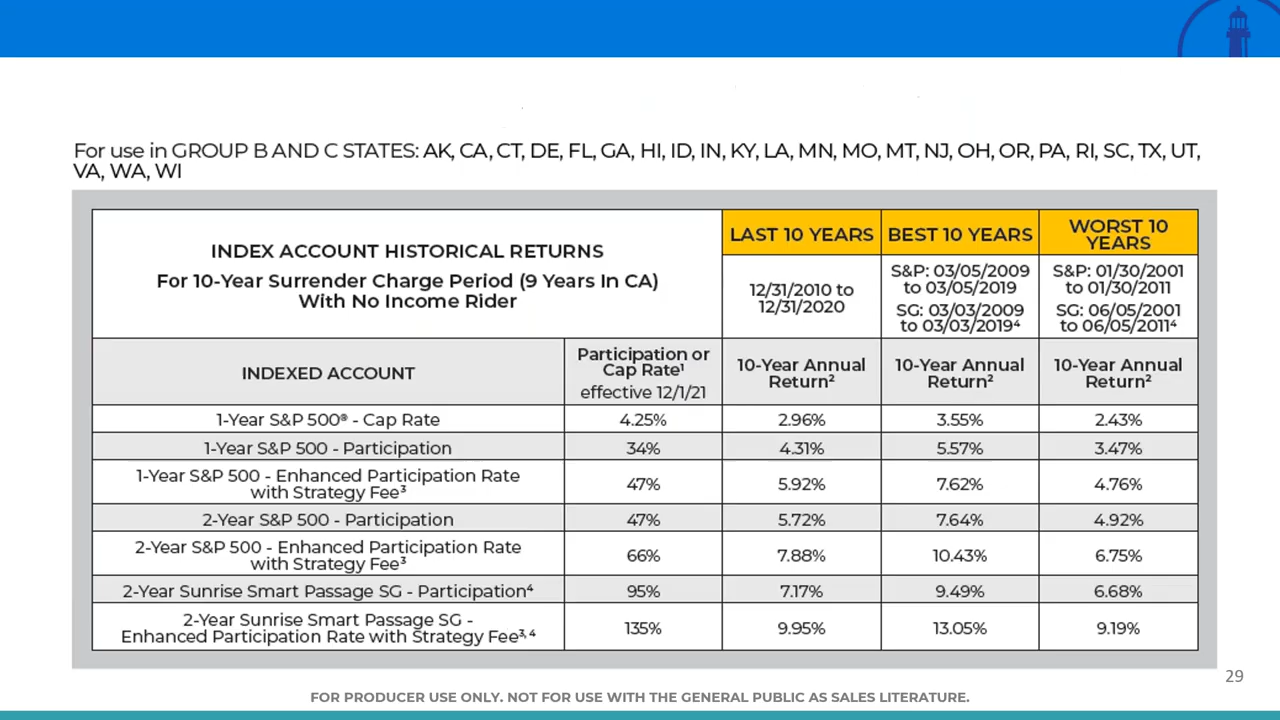 For use in GROUP B AND C STATES: AK, CA, CT, DE, FL, GA, HI, ID, IN, KY, LA, MN, MO, MT, NJ, OH, OR, PA, RI, SC, TX, UT,
VA, WA, WI
INDEX ACCOUNT HISTORICAL RETURNS
For 10-Year Surrender Charge Period (9 Years In CA)
With No Income Rider
LAST 10 YEARS
BEST 10 YEARS
WORST 10
YEARS
12/31/2010 to
12/31/2020
S&P: 03/05/2009
to 03/05/2019
SG: 03/03/2009
to 03/03/2019⁴
S&P: 01/30/2001
to 01/30/2011
SG: 06/05/2001
to 06/05/2011⁴
INDEXED ACCOUNT
Participation or
Cap Rate¹
effective 12/1/21
10-Year Annual
Return²
10-Year Annual
Return²
10-Year Annual
Return²
1-Year S&P 500® - Cap Rate 4.25% 2.96% 3.55% 2.43%
1-Year S&P 500 - Participation 34% 4.31% 5.57% 3.47%
1-Year S&P 500 - Enhanced Participation Rate
with Strategy Fee³ 47% 5.92% 7.62% 4.76%
2-Year S&P 500 - Participation 47% 5.72% 7.64% 4.92%
2-Year S&P 500 - Enhanced Participation Rate
with Strategy Fee³ 66% 7.88% 10.43% 6.75%
2-Year Sunrise Smart Passage SG - Participation⁴ 95% 7.17% 9.49% 6.68%
2-Year Sunrise Smart Passage SG -
Enhanced Participation Rate with Strategy Fee³,⁴ 135% 9.95% 13.05% 9.19%
29
FOR PRODUCER USE ONLY. NOT FOR USE WITH THE GENERAL PUBLIC AS SALES LITERATURE.